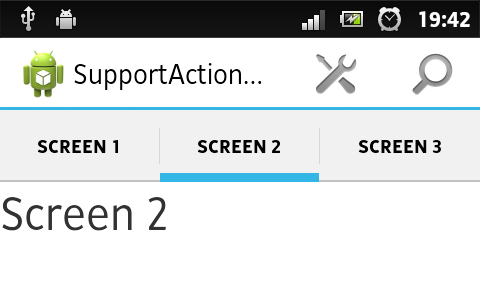 19:42
SupportAction...
SCREEN 1 SCREEN 2 SCREEN 3
Screen 2